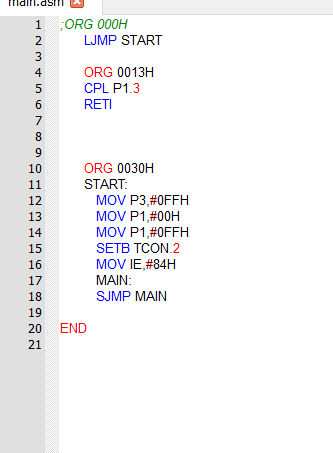 main.asm
1 ;ORG 000H
2 LJMP START
3
4 ORG 0013H
5 CPL P1.3
6 RETI
7
8
9
10 ORG 0030H
11 START:
12 MOV P3,#0FFH
13 MOV P1,#00H
14 MOV P1,#0FFH
15 SETB TCON.2
16 MOV IE,#84H
17 MAIN:
18 SJMP MAIN
19
20 END
21